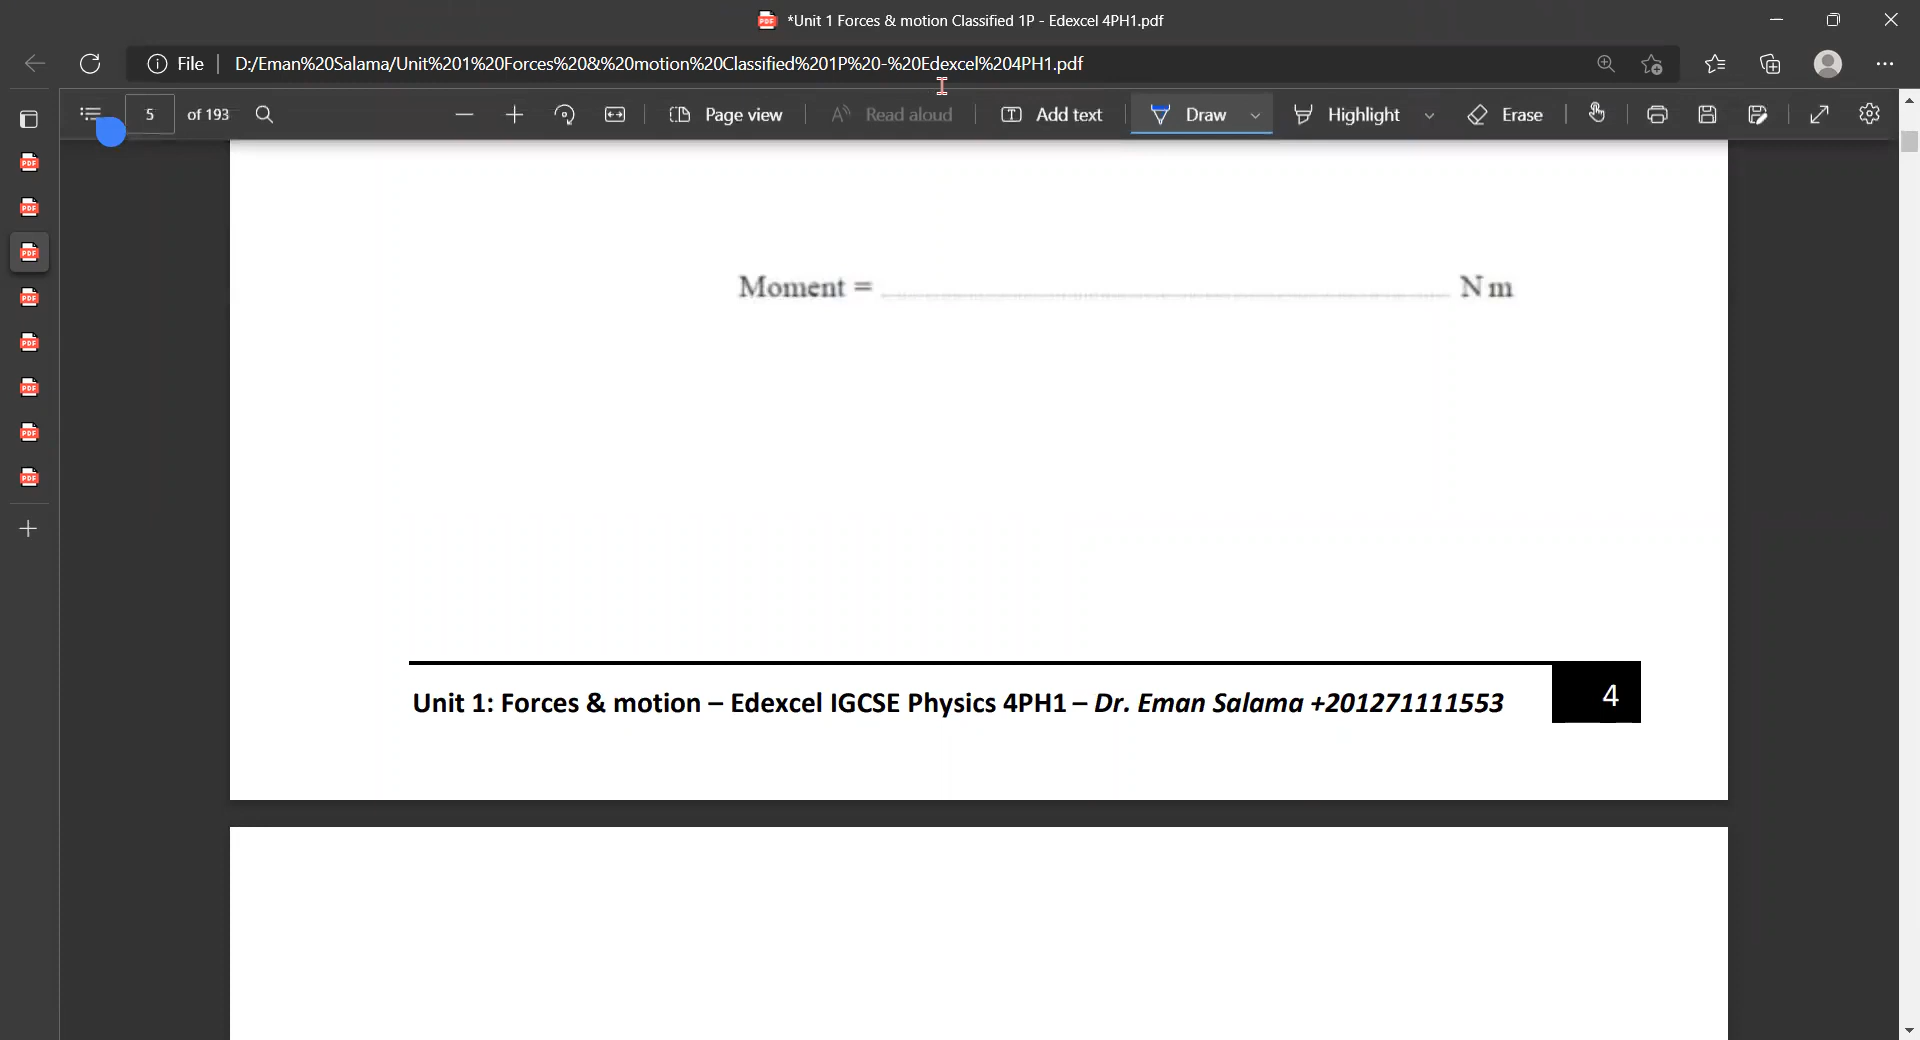 *Unit 1 Forces & motion Classified 1P - Edexcel 4PH1.pdf
File D:/Eman%20Salama/Unit%201%20Forces%20&%20motion%20Classified%201P%20-%20Edexcel%204PH1.pdf
5 of 193 Page view Read aloud Add text Draw Highlight Erase
Moment = N m
Unit 1: Forces & motion – Edexcel IGCSE Physics 4PH1 – Dr. Eman Salama +201271111553 4